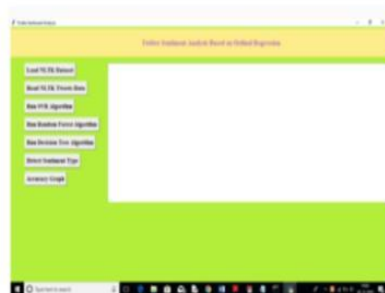 Twitter Sentiment Analysis Based on Ordinal Regression
Load NLTK Dataset
Read NLTK Tweets Data
Run SVR Algorithm
Run Random Forest Algorithm
Run Decision Tree Algorithm
Detect Sentiment Type
Accuracy Graph